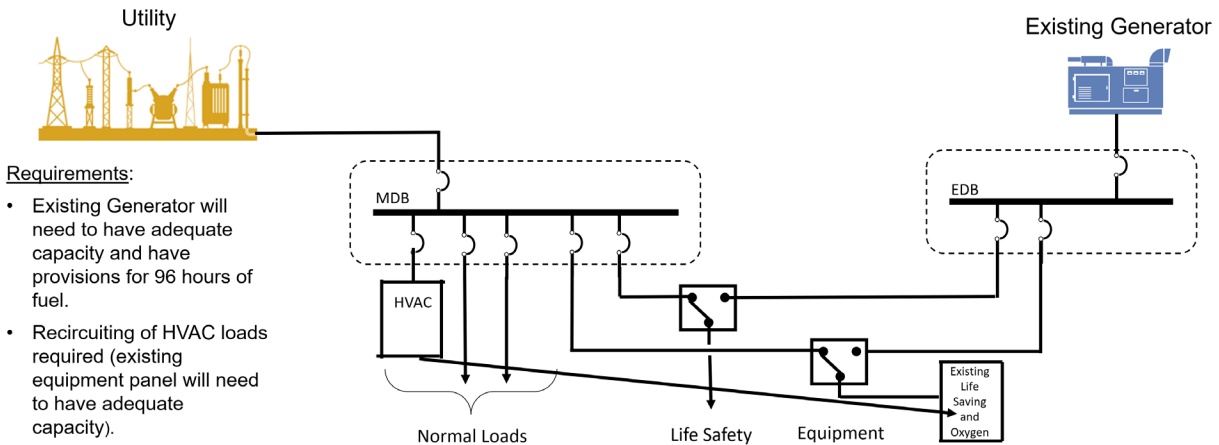 Utility
Existing Generator
Requirements:
• Existing Generator will
need to have adequate
capacity and have
provisions for 96 hours of
fuel.
• Recircuiting of HVAC loads
required (existing
equipment panel will need
to have adequate
capacity).
MDB
EDB
HVAC
Existing Life
Saving
and
Oxygen
Normal Loads
Life Safety
Equipment